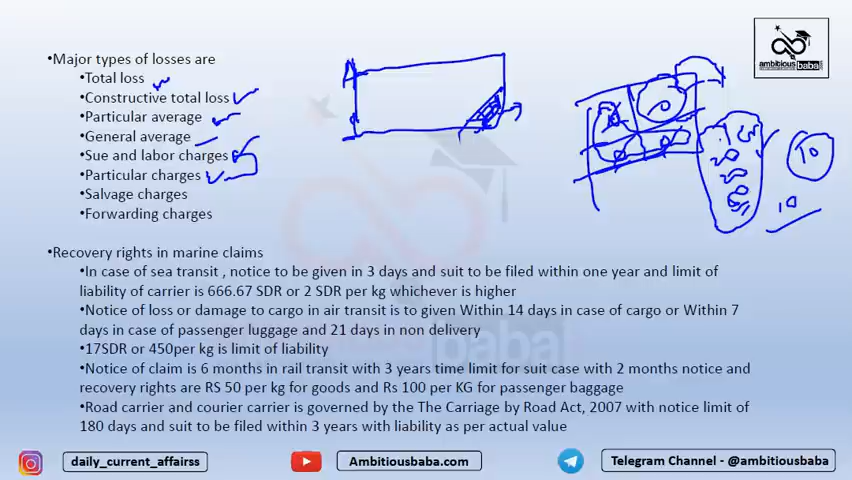 ambitiousbaba
•Major types of losses are
•Total loss
•Constructive total loss
•Particular average
•General average
•Sue and labor charges
•Particular charges
•Salvage charges
•Forwarding charges
10
10
•Recovery rights in marine claims
•In case of sea transit , notice to be given in 3 days and suit to be filed within one year and limit of
liability of carrier is 666.67 SDR or 2 SDR per kg whichever is higher
•Notice of loss or damage to cargo in air transit is to given Within 14 days in case of cargo or Within 7
days in case of passenger luggage and 21 days in non delivery
•17SDR or 450per kg is limit of liability
•Notice of claim is 6 months in rail transit with 3 years time limit for suit case with 2 months notice and
recovery rights are RS 50 per kg for goods and Rs 100 per KG for passenger baggage
•Road carrier and courier carrier is governed by the The Carriage by Road Act, 2007 with notice limit of
180 days and suit to be filed within 3 years with liability as per actual value
daily_current_affairss
Ambitiousbaba.com
Telegram Channel - @ambitiousbaba